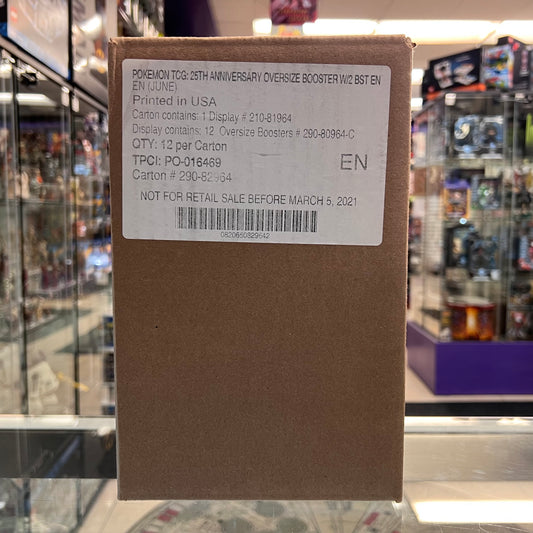 POKEMON TCG: 25TH ANNIVERSARY OVERSIZE BOOSTER W/2 BST EN
EN (JUNE)
Printed in USA
Carton contains: 1 Display # 210-81964
Display contains: 12 Oversize Boosters # 290-80964-C
QTY: 12 per Carton
TPCI: PO-016469
EN
Carton # 290-82964
NOT FOR RETAIL SALE BEFORE MARCH 5, 2021
0820650829642